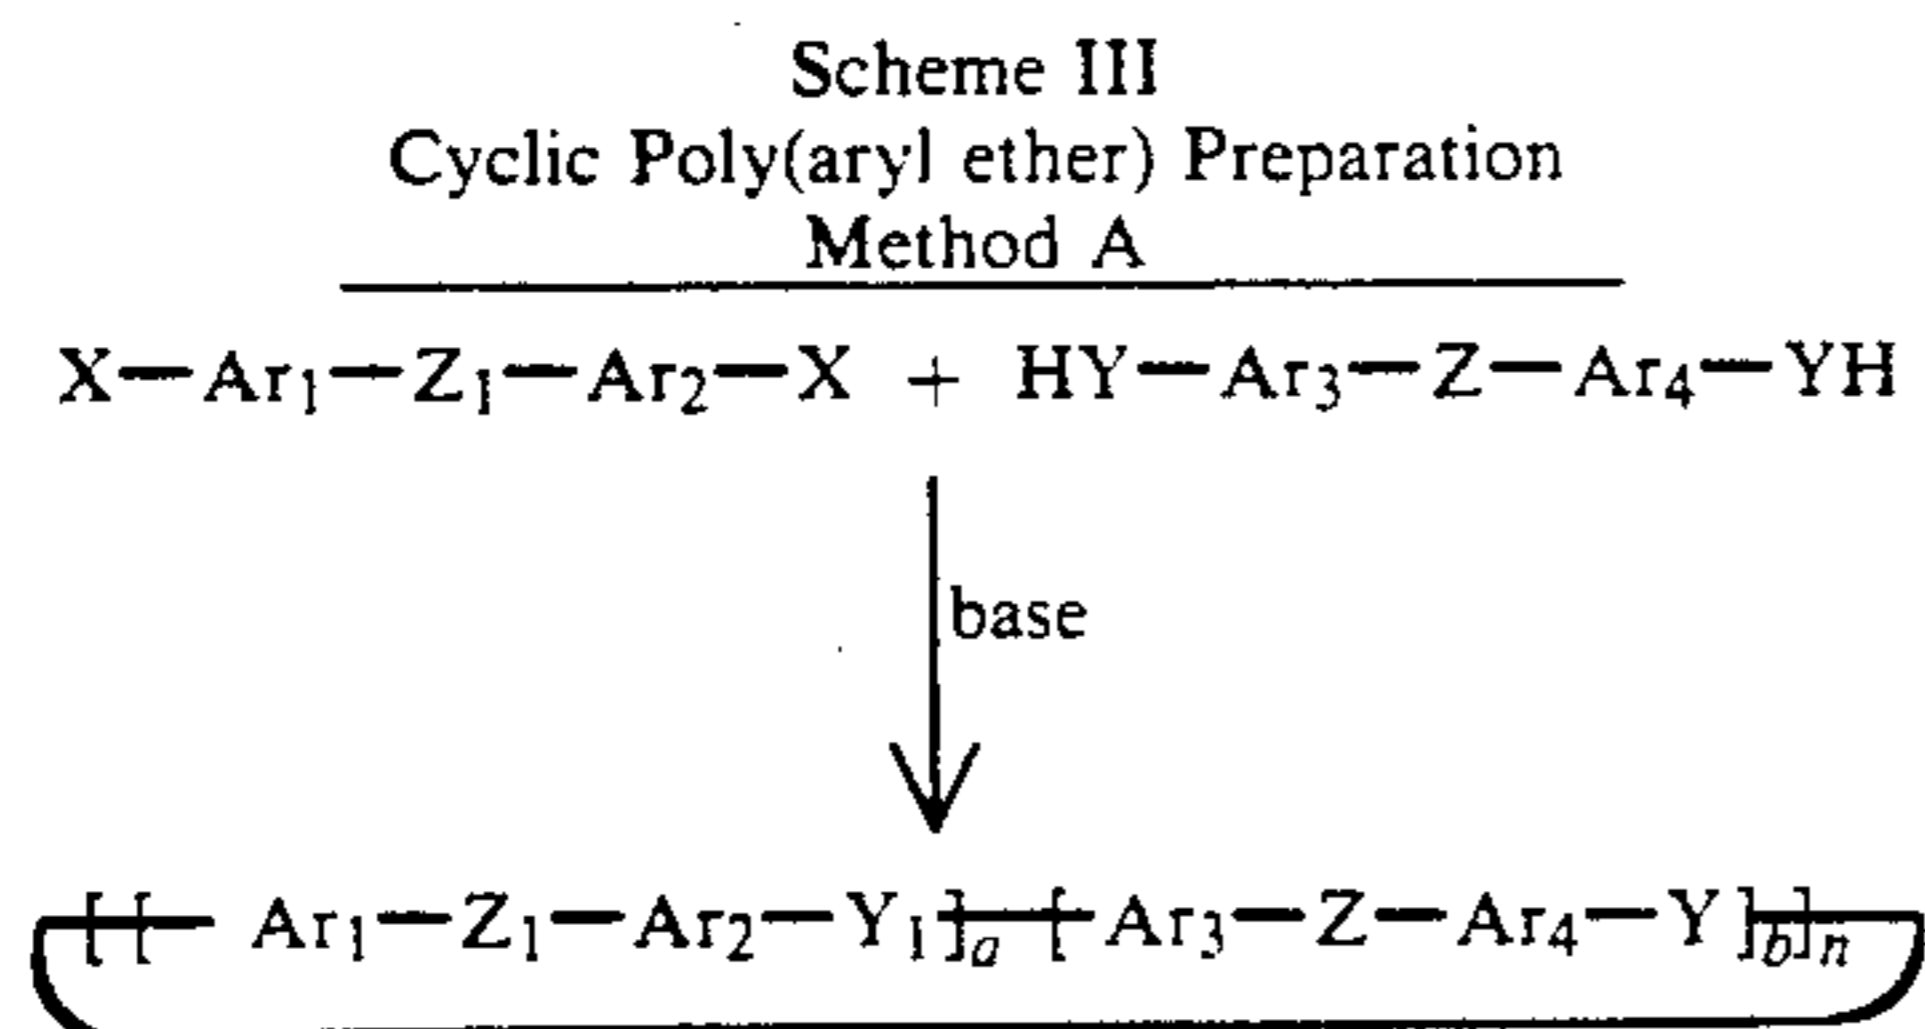 Scheme III
Cyclic Poly(aryl ether) Preparation
Method A
X—Ar₁—Z₁—Ar₂—X + HY—Ar₃—Z—Ar₄—YH
base
[ [ — Ar₁—Z₁—Ar₂—Y₁]ₐ—[ Ar₃—Z—Ar₄—Y]b]ₙ